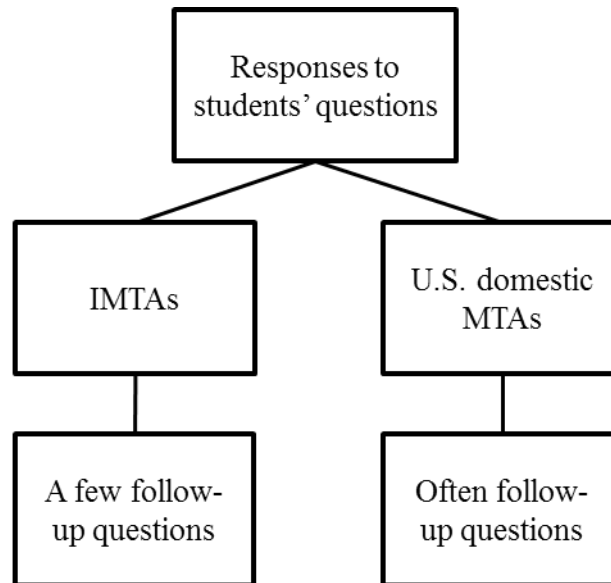 Responses to
students’ questions
IMTAs
U.S. domestic
MTAs
A few follow-
up questions
Often follow-
up questions